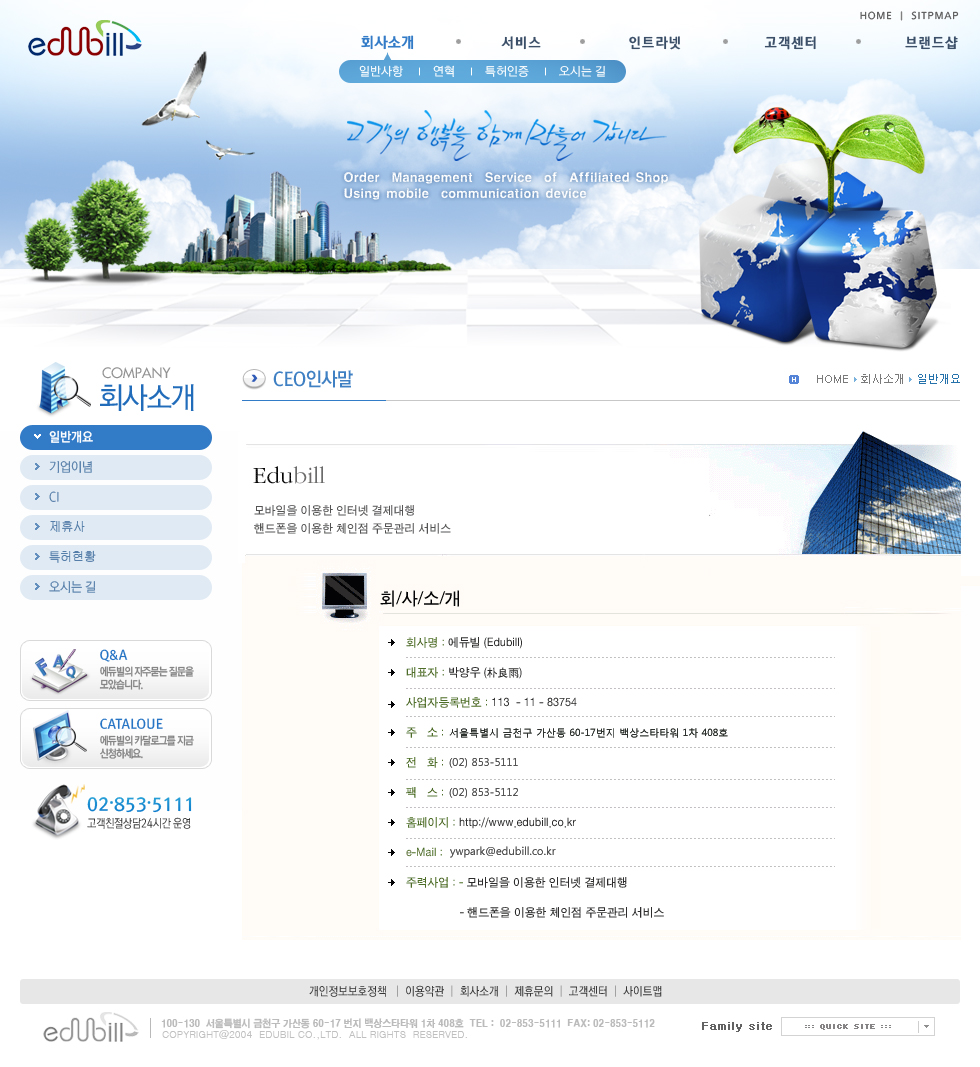 HOME | SITPMAP
edubill
회사소개 • 서비스 • 인트라넷 • 고객센터 • 브랜드샵
일반사항 | 연혁 | 특허인증 | 오시는 길
고객의 행복을 함께 만들어 갑니다
Order Management Service of Affiliated Shop
Using mobile communication device
COMPANY
회사소개
일반개요
기업이념
CI
제휴사
특허현황
오시는 길
Q&A
에듀빌의 자주묻는 질문을
모았습니다.
CATALOUE
에듀빌의 카달로그를 지금
신청하세요.
02·853·5111
고객친절상담24시간 운영
CEO인사말
HOME 회사소개 일반개요
Edubill
모바일을 이용한 인터넷 결제대행
핸드폰을 이용한 체인점 주문관리 서비스
회/사/소/개
회사명 : 에듀빌 (Edubill)
대표자 : 박양우 (朴良雨)
사업자등록번호 : 113 - 11 - 83754
주 소 : 서울특별시 금천구 가산동 60-17번지 백상스타타워 1차 408호
전 화 : (02) 853-5111
팩 스 : (02) 853-5112
홈페이지 : http://www.edubill.co.kr
e-Mail : ywpark@edubill.co.kr
주력사업 : - 모바일을 이용한 인터넷 결제대행
- 핸드폰을 이용한 체인점 주문관리 서비스
개인정보보호정책 | 이용약관 | 회사소개 | 제휴문의 | 고객센터 | 사이트맵
edubill
100-130 서울특별시 금천구 가산동 60-17 번지 백상스타타워 1차 408호 TEL : 02-853-5111 FAX: 02-853-5112
COPYRIGHT@2004 EDUBIL CO.,LTD. ALL RIGHTS RESERVED.
Family site
::: QUICK SITE :::